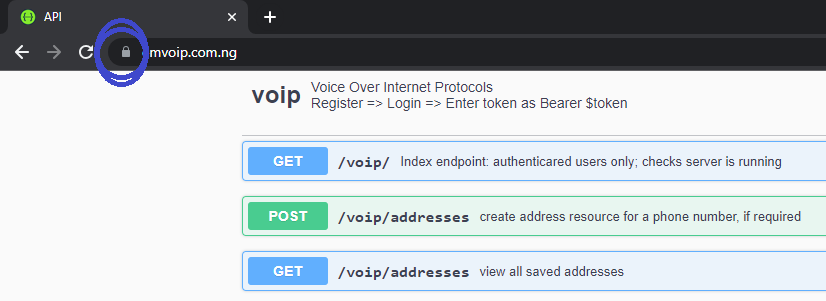 API
mvoip.com.ng
voip
Voice Over Internet Protocols
Register => Login => Enter token as Bearer $token
GET /voip/ Index endpoint: authenticared users only; checks server is running
POST /voip/addresses create address resource for a phone number, if required
GET /voip/addresses view all saved addresses